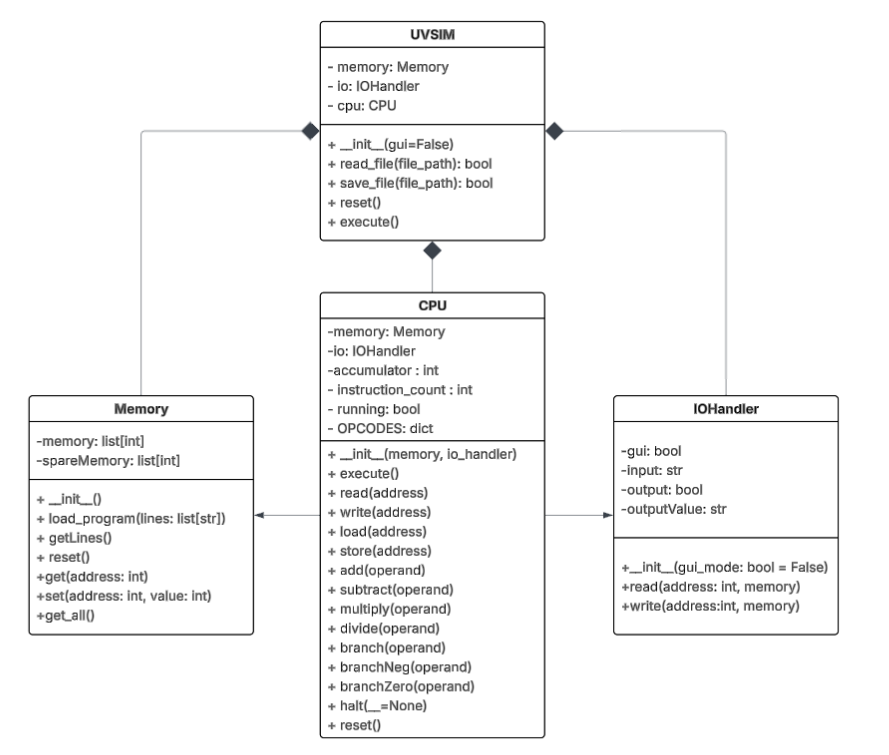 UVSIM
- memory: Memory
- io: IOHandler
- cpu: CPU
+ __init__(gui=False)
+ read_file(file_path): bool
+ save_file(file_path): bool
+ reset()
+ execute()
CPU
-memory: Memory
-io: IOHandler
-accumulator : int
- instruction_count : int
- running: bool
- OPCODES: dict
+ __init__(memory, io_handler)
+ execute()
+ read(address)
+ write(address)
+ load(address)
+ store(address)
+ add(operand)
+ subtract(operand)
+ multiply(operand)
+ divide(operand)
+ branch(operand)
+ branchNeg(operand)
+ branchZero(operand)
+ halt(__=None)
+ reset()
Memory
-memory: list[int]
-spareMemory: list[int]
+ __init__()
+ load_program(lines: list[str])
+ getLines()
+ reset()
+get(address: int)
+set(address: int, value: int)
+get_all()
IOHandler
-gui: bool
-input: str
-output: bool
-outputValue: str
+__init__(gui_mode: bool = False)
+read(address: int, memory)
+write(address:int, memory)